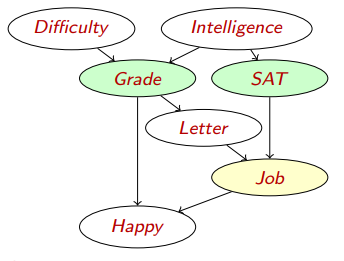 Difficulty
Intelligence
Grade
SAT
Letter
Job
Happy